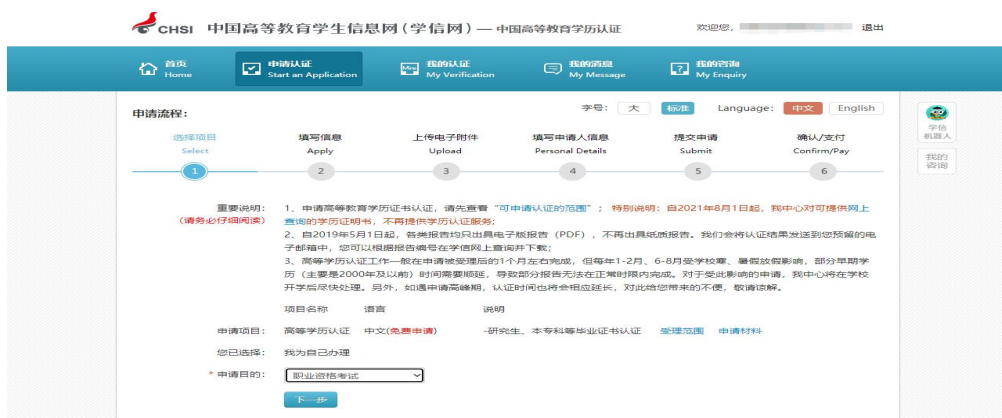 CHSI 中国高等教育学生信息网(学信网)— 中国高等教育学历认证
欢迎您, 退出
首页
Home
申请认证
Start an Application
我的认证
My Verification
我的消息
My Message
我的咨询
My Enquiry
申请流程:
字号: 大 标准 Language: 中文 English
选择项目
Select
填写信息
Apply
上传电子附件
Upload
填写申请人信息
Personal Details
提交申请
Submit
确认/支付
Confirm/Pay
1 2 3 4 5 6
学信
机器人
我的
咨询
重要说明:
(请务必仔细阅读)
1、申请高等教育学历证书认证,请先查看“可申请认证的范围”;特别说明:自2021年8月1日起,我中心对可提供网上
查询的学历证明书,不再提供学历认证服务;
2、自2019年5月1日起,各类报告均只出具电子版报告(PDF),不再出具纸质报告。我们会将认证结果发送到您预留的电
子邮箱中,您可以根据报告编号在学信网上查询并下载;
3、高等学历认证工作一般在申请被受理后的1个月左右完成,但每年1-2月、6-8月受学校寒、暑假放假影响,部分早期学
历(主要是2000年及以前)时间需要顺延,导致部分报告无法在正常时限内完成。对于受此影响的申请,我中心将在学校
开学后尽快处理。另外,如遇申请高峰期,认证时间也将会相应延长,对此给您带来的不便,敬请谅解。
项目名称 语言 说明
申请项目: 高等学历认证 中文(免费申请) -研究生、本专科等毕业证书认证 受理范围 申请材料
您已选择: 我为自己办理
* 申请目的: 职业资格考试
下一步